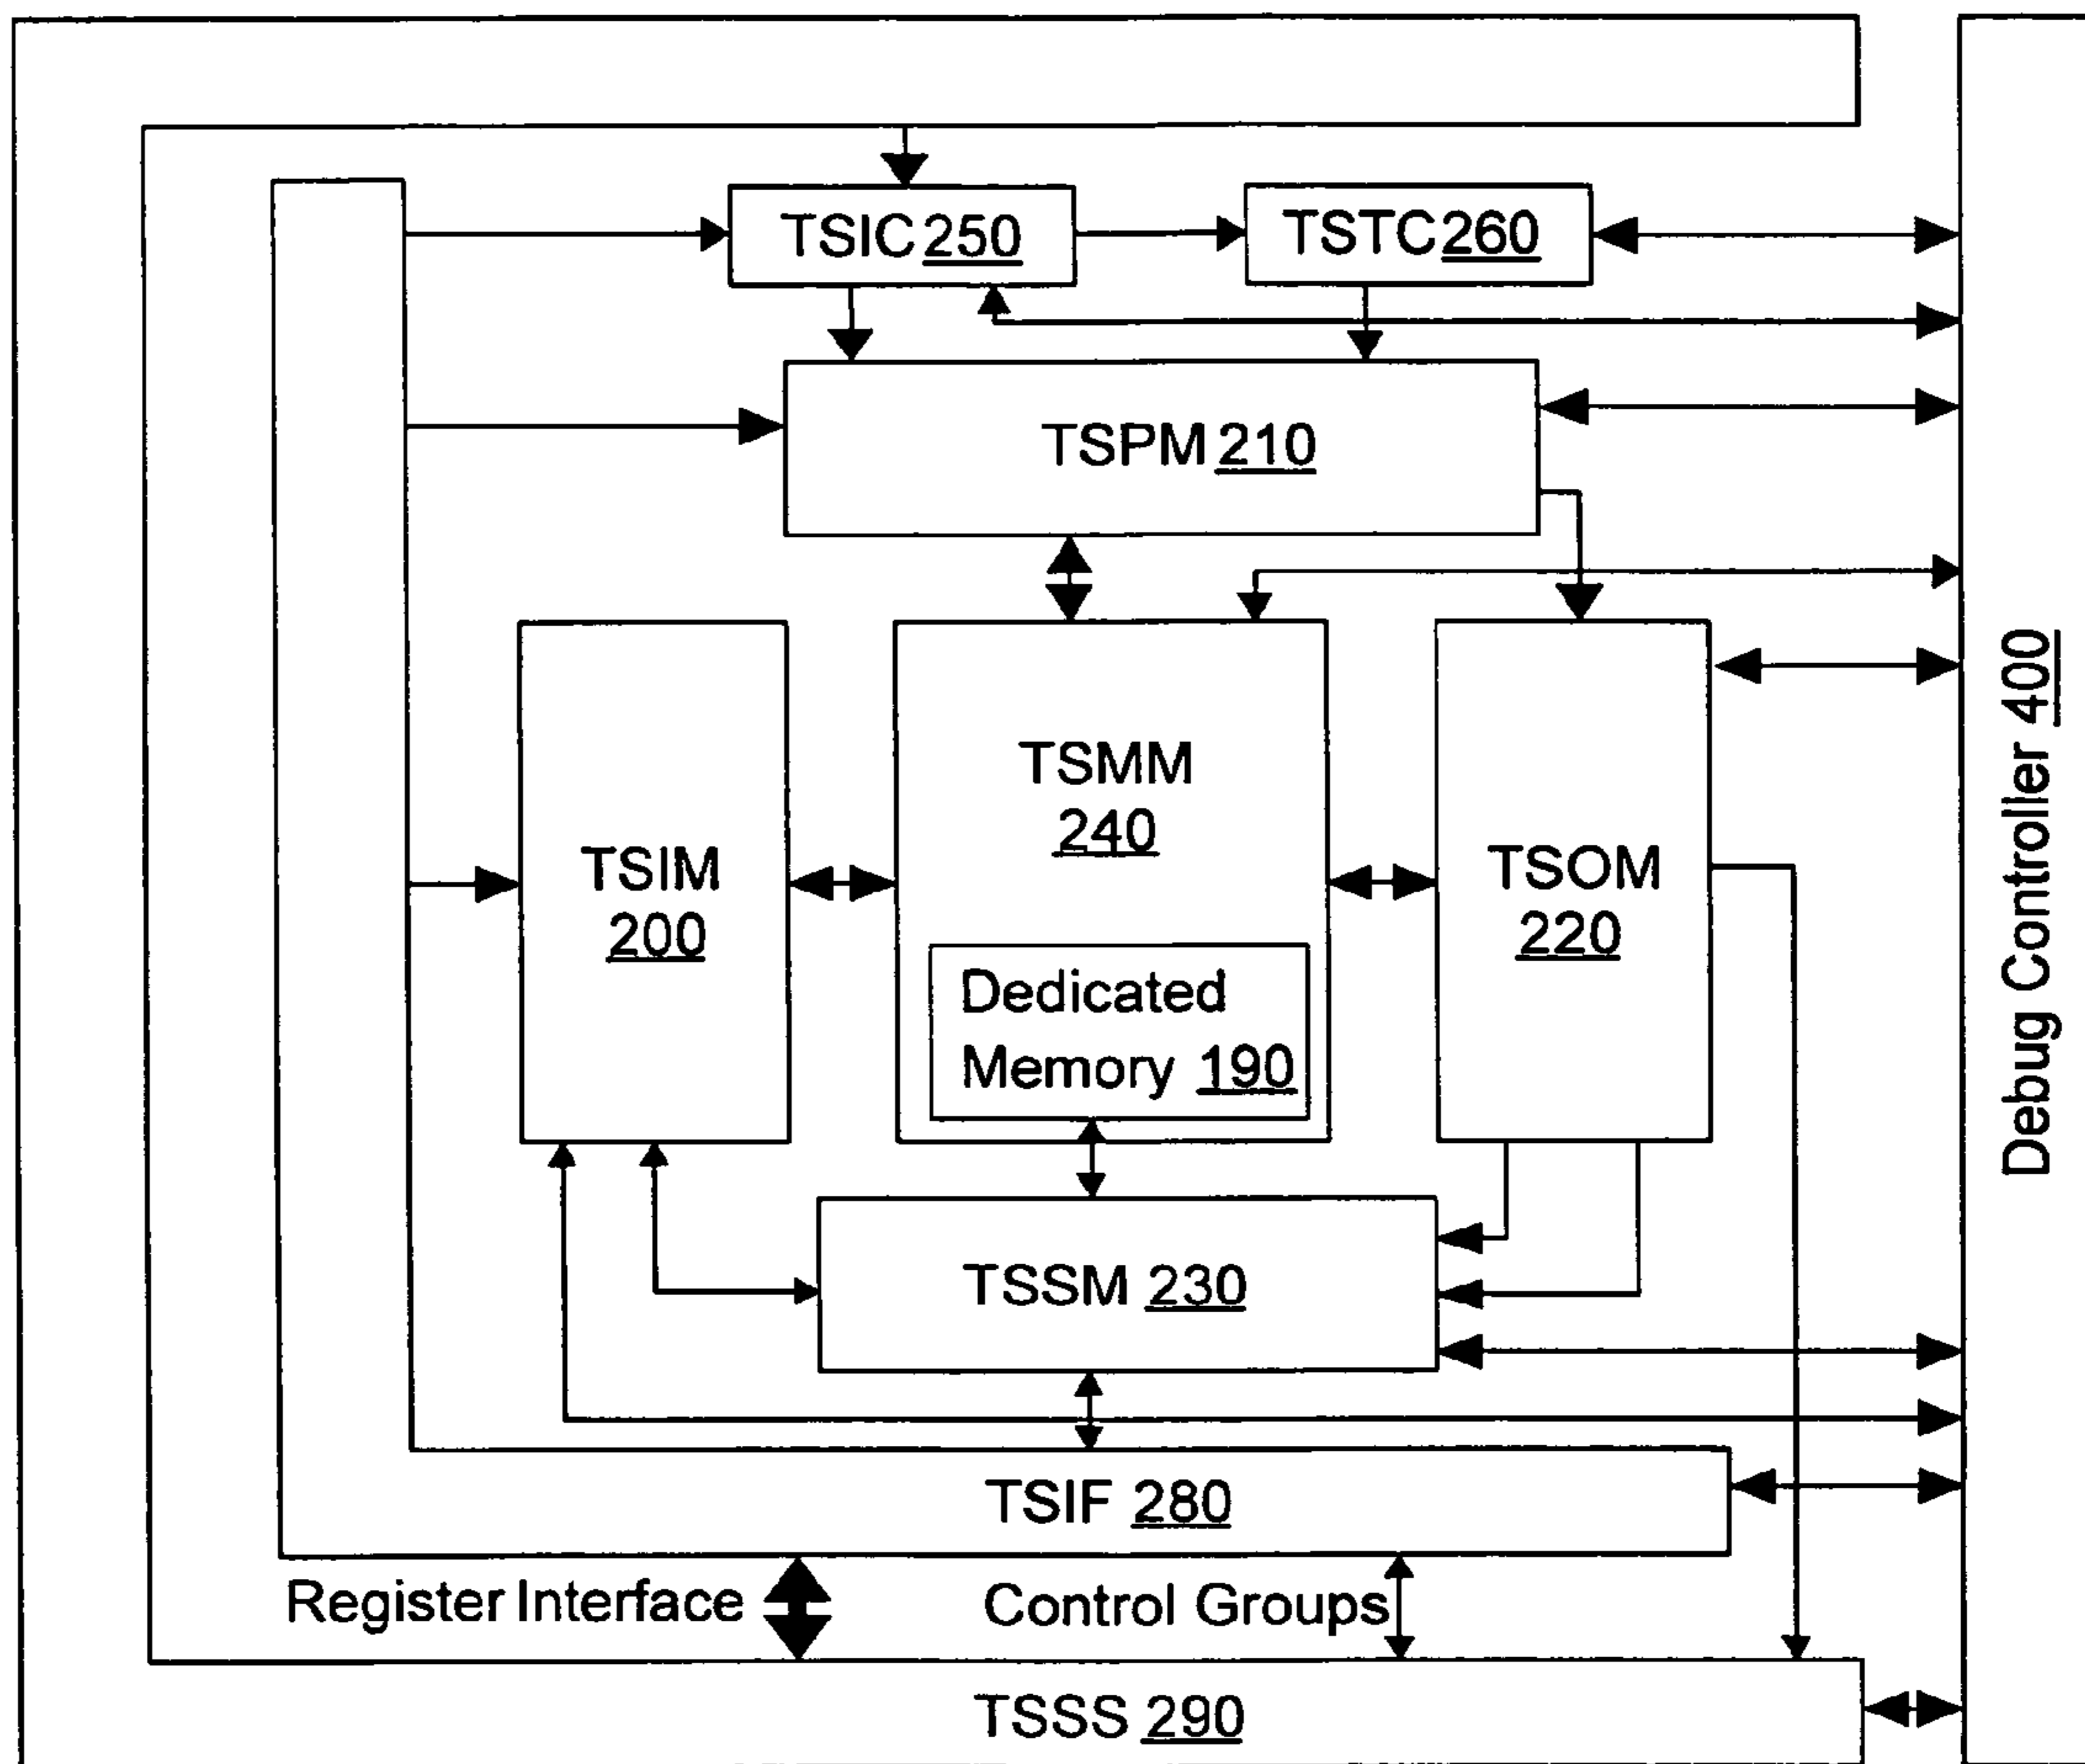 TSIC 250
TSTC 260
TSPM 210
TSMM
240
TSIM
200
TSOM
220
Dedicated
Memory 190
TSSM 230
TSIF 280
Register Interface
Control Groups
TSSS 290
Debug Controller 400